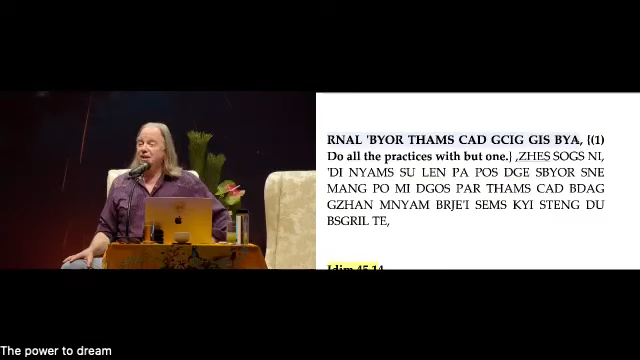 RNAL 'BYOR THAMS CAD GCIG GIS BYA, {(1)
Do all the practices with but one.} ,ZHES SOGS NI,
'DI NYAMS SU LEN PA POS DGE SBYOR SNE
MANG PO MI DGOS PAR THAMS CAD BDAG
GZHAN MNYAM BRJE'I SEMS KYI STENG DU
BSGRIL TE,
The power to dream